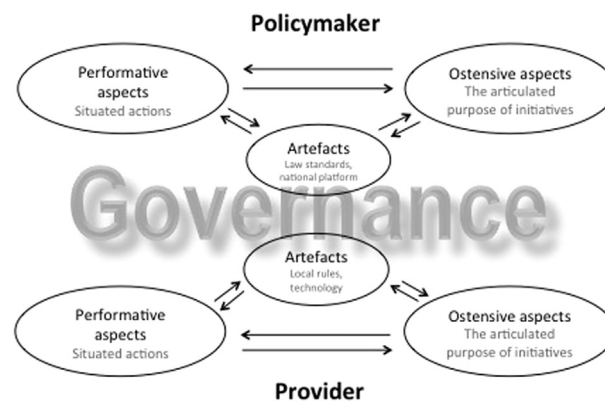 Policymaker
Performative
aspects
Situated actions
Ostensive aspects
The articulated
purpose of initiatives
Artefacts
Law standards,
national platform
Governance
Artefacts
Local rules,
technology
Performative
aspects
Situated actions
Ostensive aspects
The articulated
purpose of initiatives
Provider